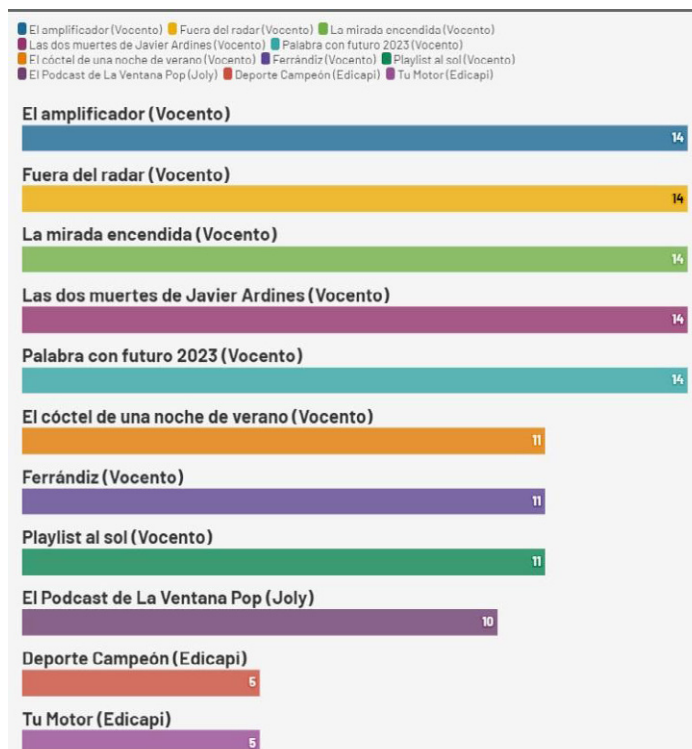 El amplificador (Vocento) Fuera del radar (Vocento) La mirada encendida (Vocento)
Las dos muertes de Javier Ardines (Vocento) Palabra con futuro 2023 (Vocento)
El cóctel de una noche de verano (Vocento) Ferrándiz (Vocento) Playlist al sol (Vocento)
El Podcast de La Ventana Pop (Joly) Deporte Campeón (Edicapi) Tu Motor (Edicapi)
El amplificador (Vocento)
14
Fuera del radar (Vocento)
14
La mirada encendida (Vocento)
14
Las dos muertes de Javier Ardines (Vocento)
14
Palabra con futuro 2023 (Vocento)
14
El cóctel de una noche de verano (Vocento)
11
Ferrándiz (Vocento)
11
Playlist al sol (Vocento)
11
El Podcast de La Ventana Pop (Joly)
10
Deporte Campeón (Edicapi)
5
Tu Motor (Edicapi)
5